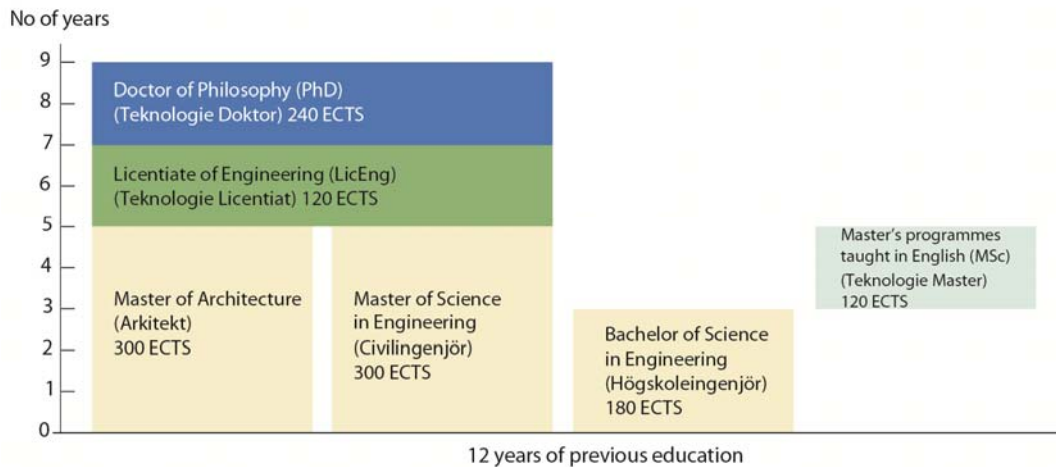 No of years
9
8
7
6
5
4
3
2
1
0
Doctor of Philosophy (PhD)
(Teknologie Doktor) 240 ECTS
Licentiate of Engineering (LicEng)
(Teknologie Licentiat) 120 ECTS
Master of Architecture
(Arkitekt)
300 ECTS
Master of Science
in Engineering
(Civilingenjör)
300 ECTS
Bachelor of Science
in Engineering
(Högskoleingenjör)
180 ECTS
Master's programmes
taught in English (MSc)
(Teknologie Master)
120 ECTS
12 years of previous education